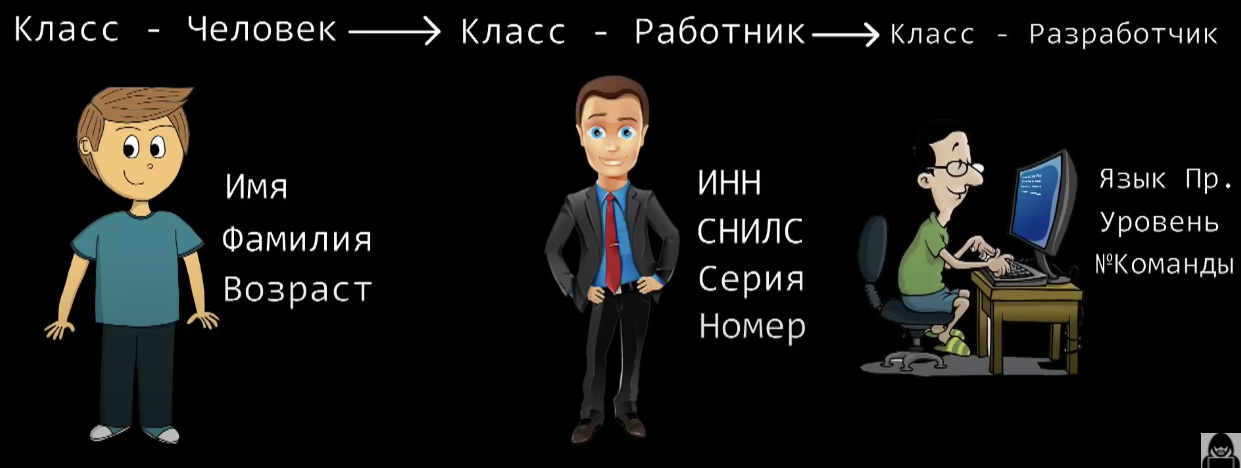 Класс - Человек
Класс - Работник
Класс - Разработчик
Имя
Фамилия
Возраст
ИНН
СНИЛС
Серия
Номер
Язык Пр.
Уровень
№Команды